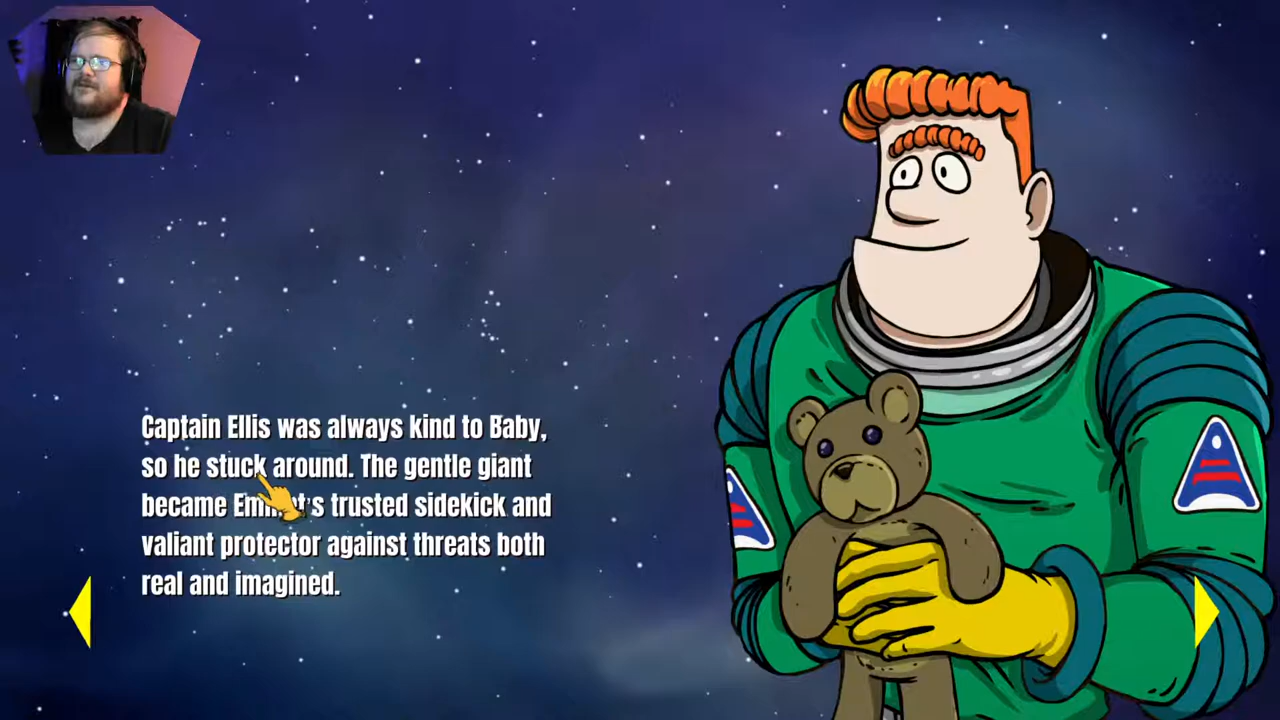 Captain Ellis was always kind to Baby,
so he stuck around. The gentle giant
became trusted sidekick and
valiant protector against threats both
real and imagined.